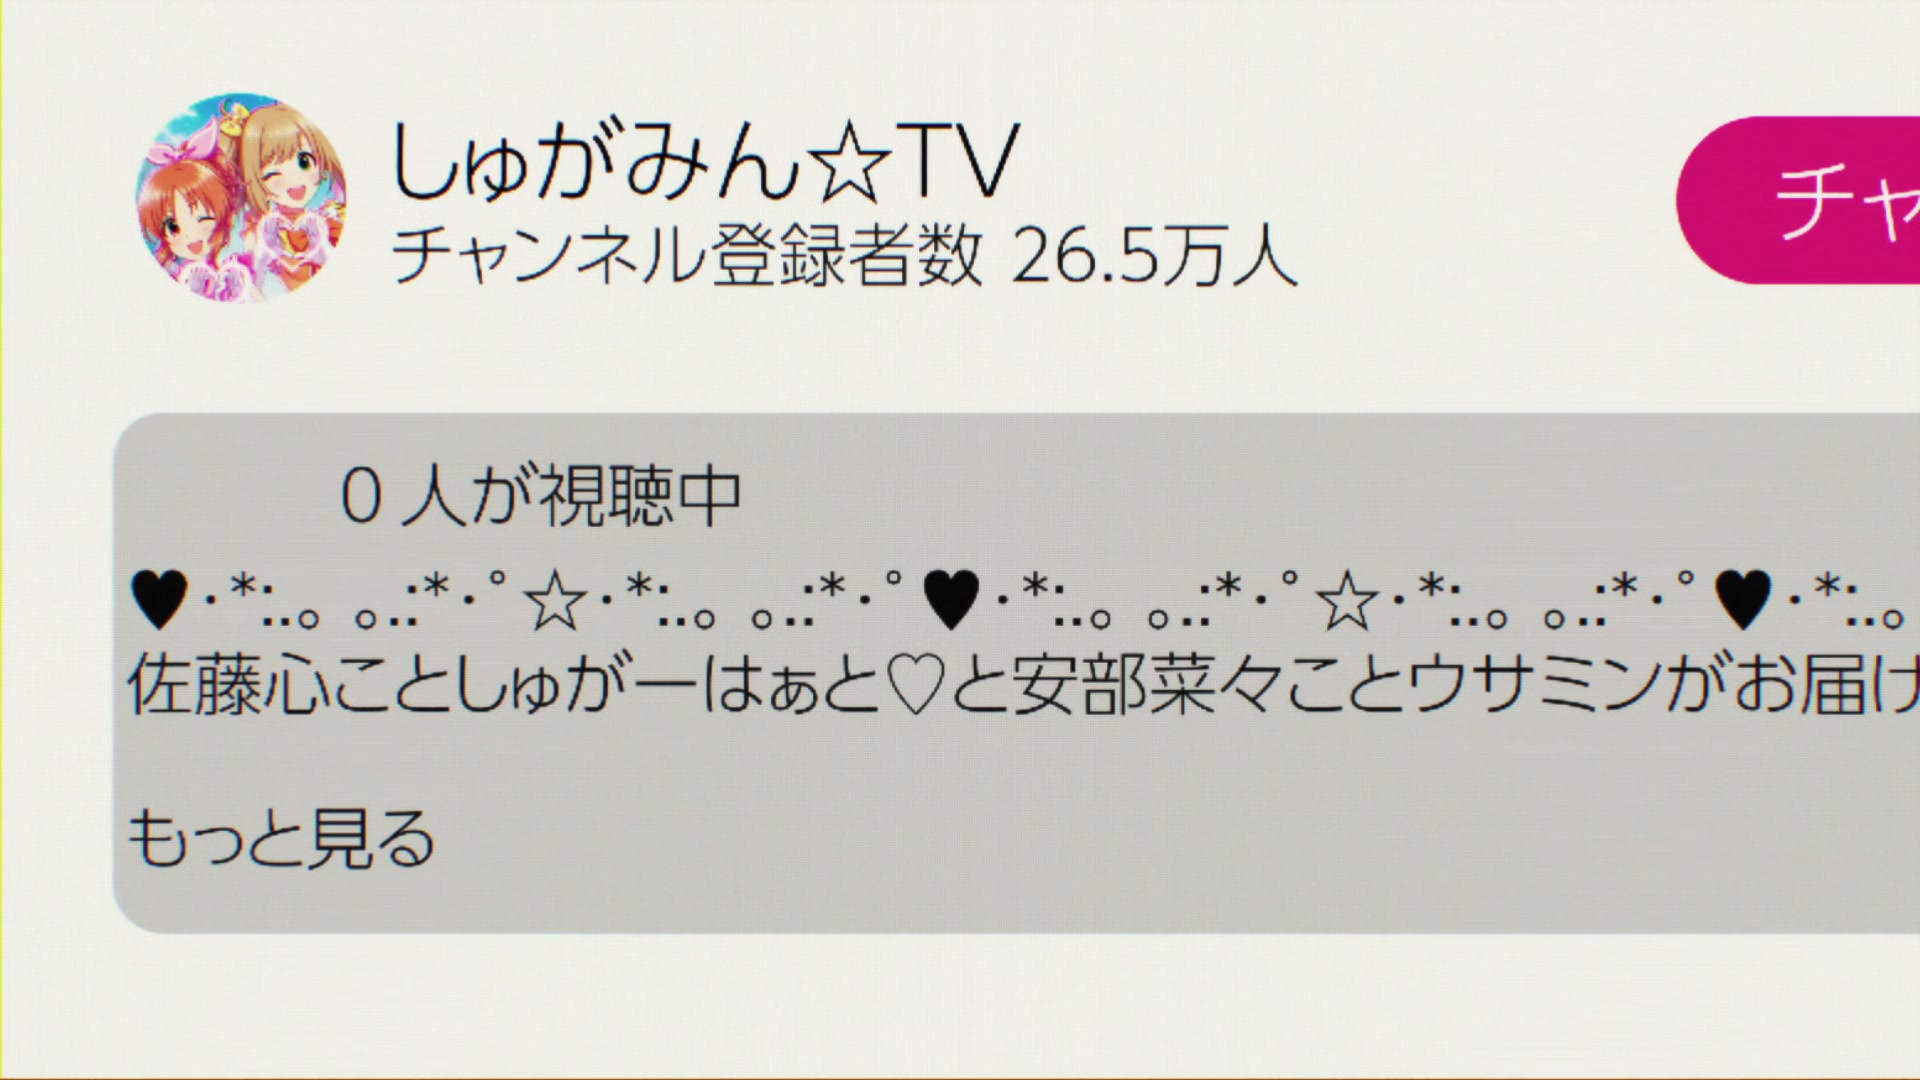 しゅがみん☆TV
チャンネル登録者数 26.5万人
チャ
0 人が視聴中
♥・*:..。 。..:*・゜☆・*:..。 。..:*・゜♥・*:..。 。..:*・゜☆・*:..。 。..:*・゜♥・*:..。
佐藤心ことしゅがーはぁと♡と安部菜々ことウサミンがお届け
もっと見る